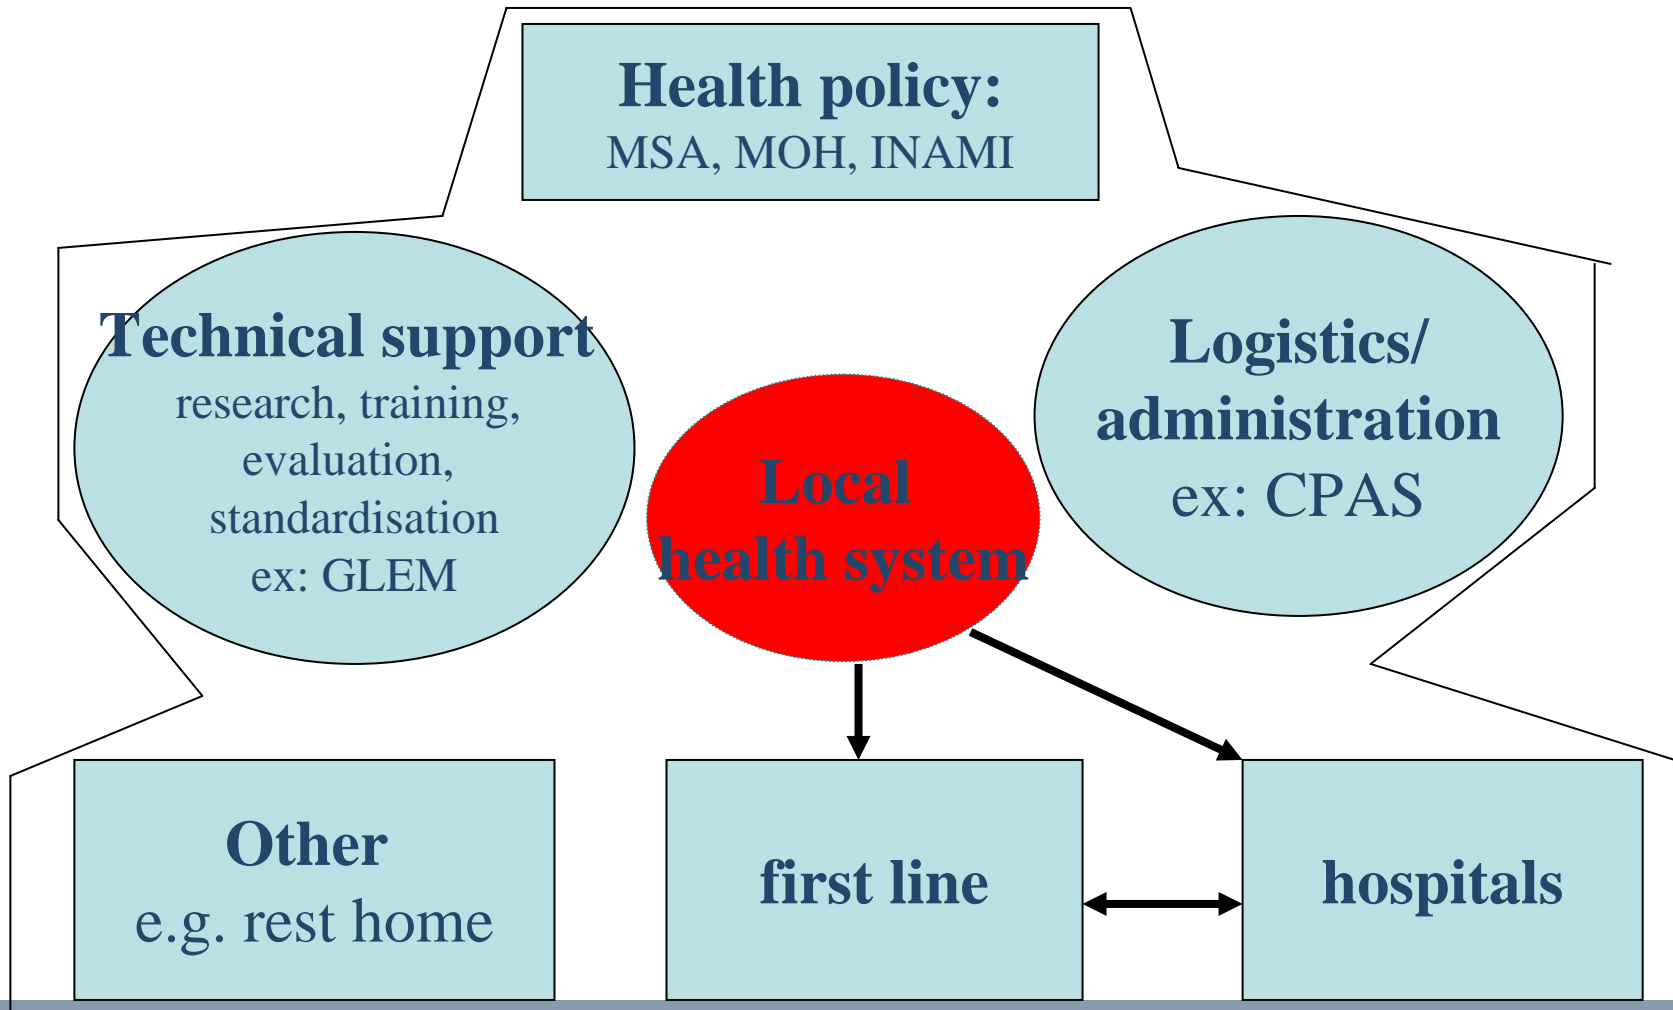 Health policy:
MSA, MOH, INAMI
Technical support
research, training,
evaluation,
standardisation
ex: GLEM
Local
health system
Logistics/
administration
ex: CPAS
Other
e.g. rest home
first line
hospitals